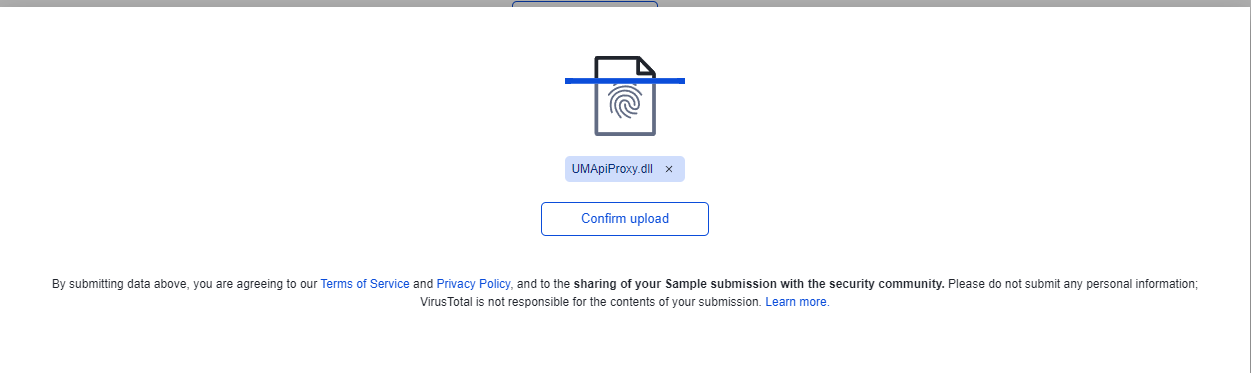 UMApiProxy.dll ×
Confirm upload
By submitting data above, you are agreeing to our Terms of Service and Privacy Policy, and to the sharing of your Sample submission with the security community. Please do not submit any personal information;
VirusTotal is not responsible for the contents of your submission. Learn more.